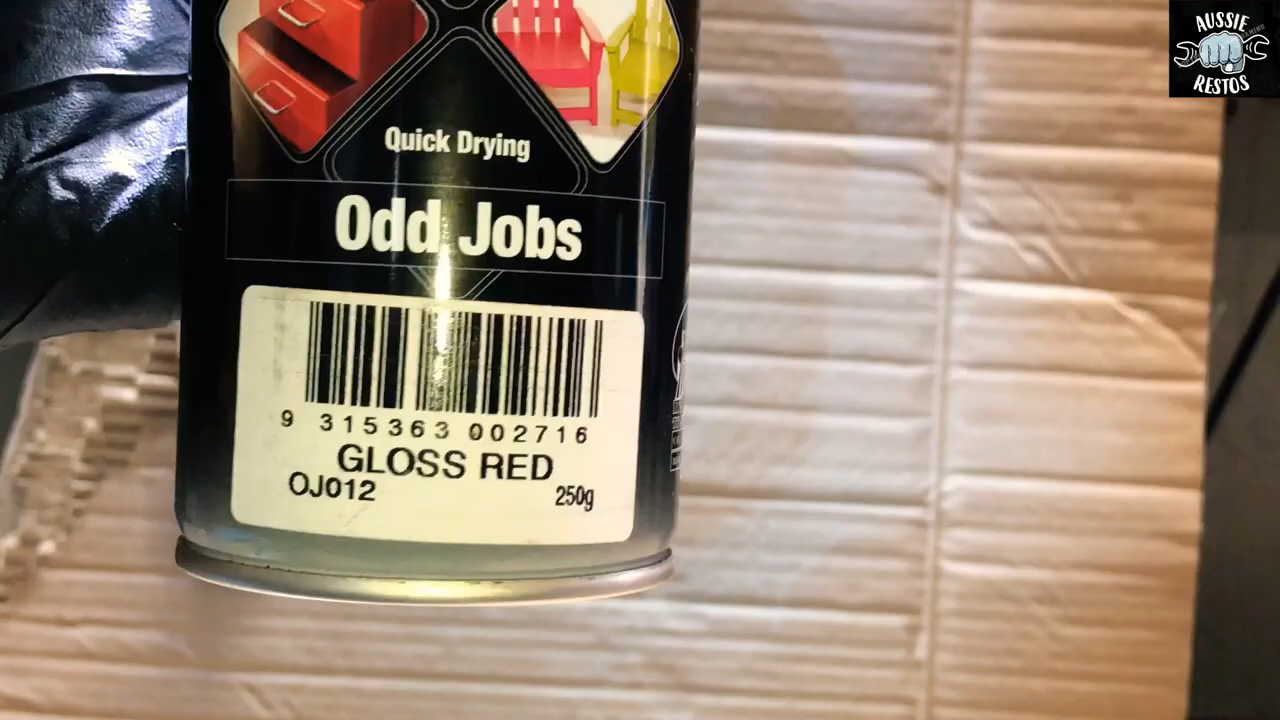 AUSSIE
RESTOS
Quick Drying
Odd Jobs
9 315363 002716
GLOSS RED
OJ012 250g